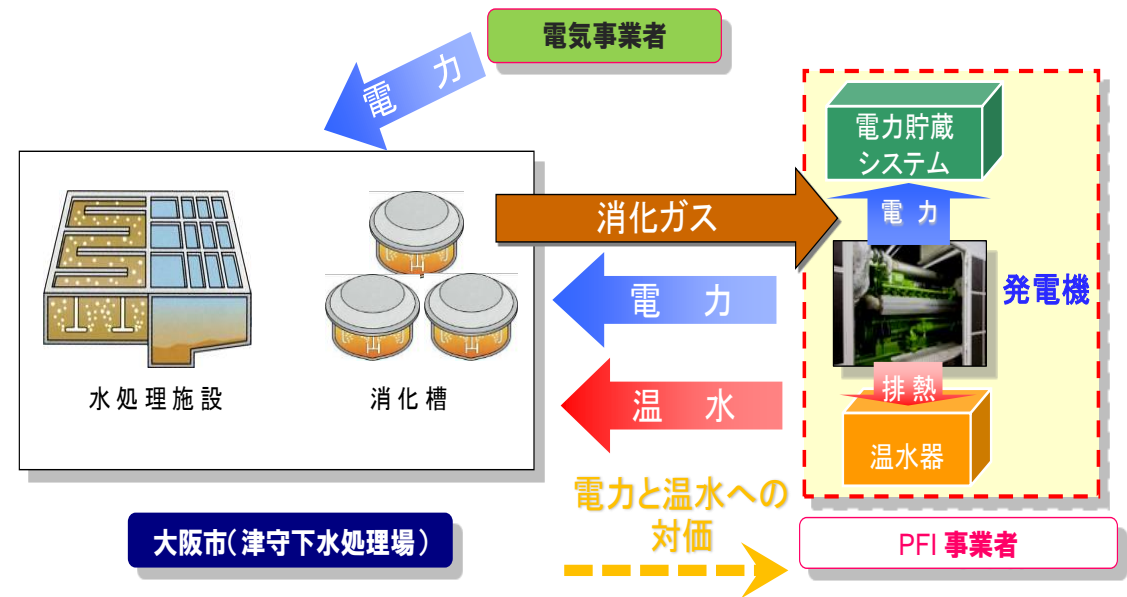 電気事業者
電 力
電力貯蔵
システム
消化ガス
電 力
発電機
電 力
排熱
温 水
温水器
水処理施設
消化槽
電力と温水への
対価
大阪市(津守下水処理場)
PFI 事業者